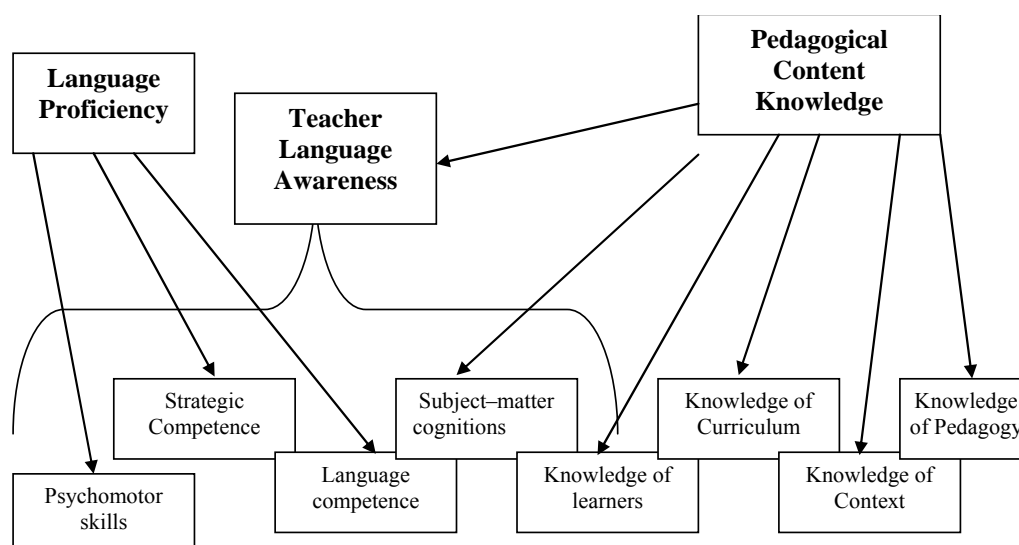 Language
Proficiency
Teacher
Language
Awareness
Pedagogical
Content
Knowledge
Strategic
Competence
Subject–matter
cognitions
Knowledge of
Curriculum
Knowledge
of Pedagogy
Psychomotor
skills
Language
competence
Knowledge of
learners
Knowledge of
Context